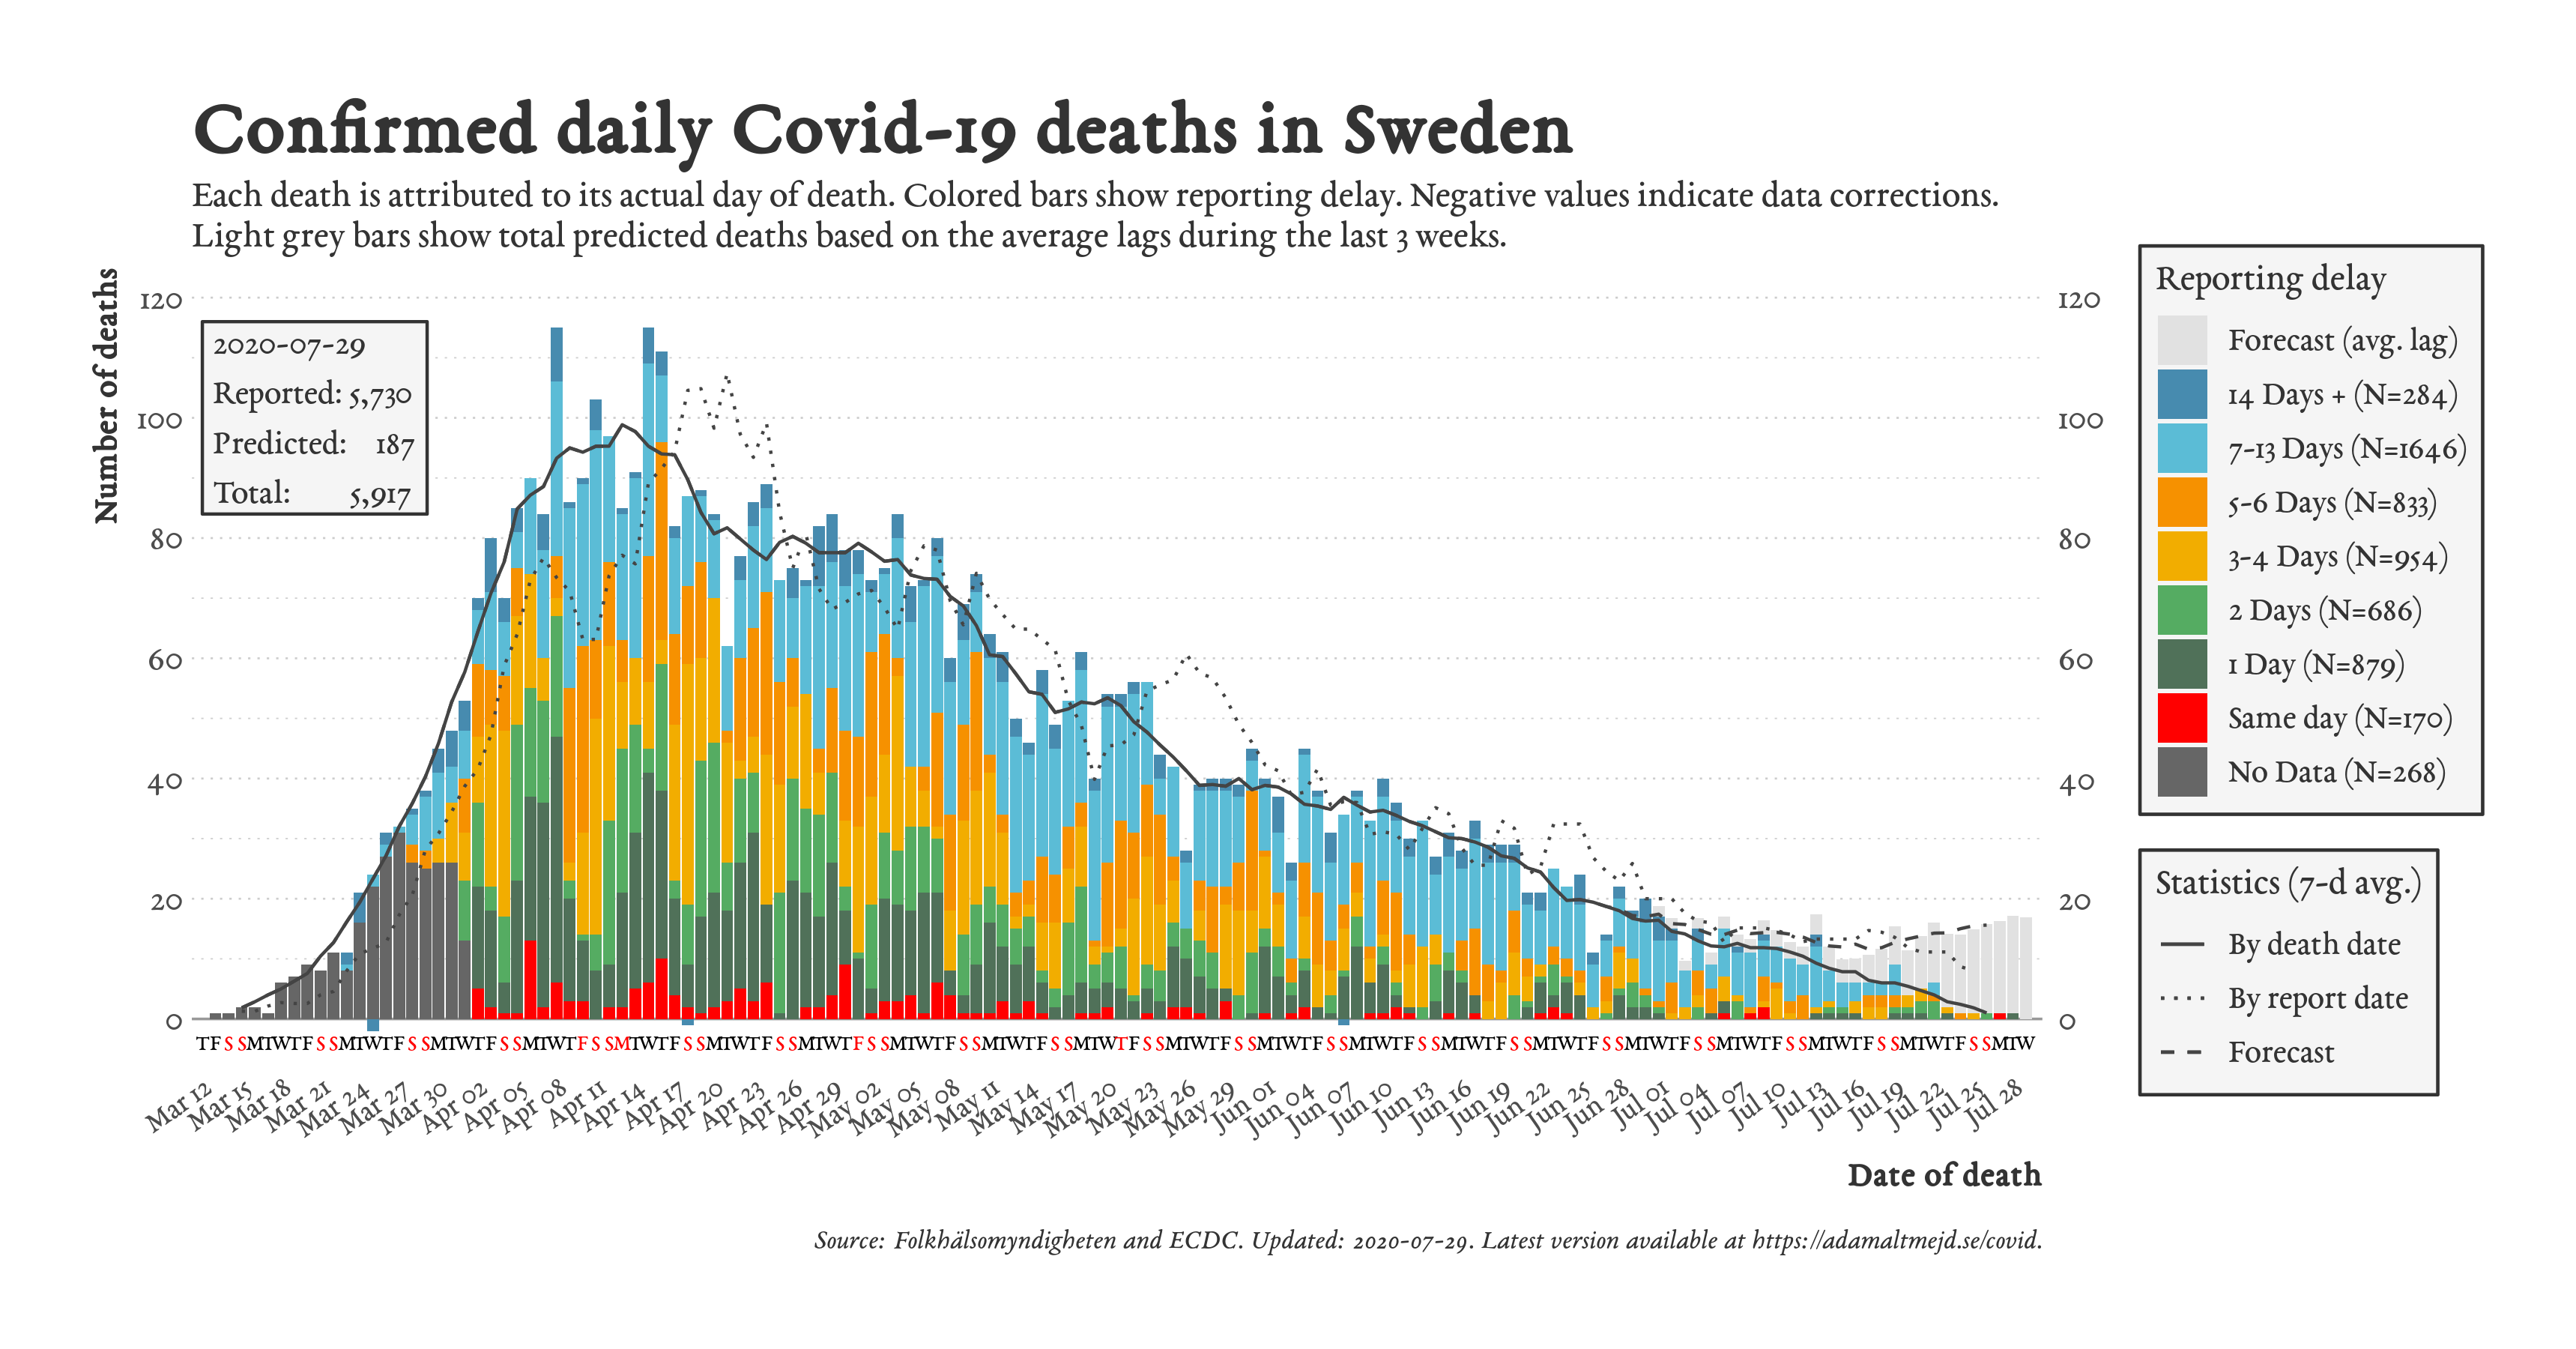 Confirmed daily Covid-19 deaths in Sweden
Each death is attributed to its actual day of death. Colored bars show reporting delay. Negative values indicate data corrections.
Light grey bars show total predicted deaths based on the average lags during the last 3 weeks.
Number of deaths
120
100
80
60
40
20
0
2020-07-29
Reported: 5,730
Predicted: 187
Total: 5,917
120
100
80
60
40
20
0
TFSSMTWTFSSMTWTFSSMTWTFSSMTWTFSSMTWTFSSMTWTFSSMTWTFSSMTWTFSSMTWTFSSMTWTFSSMTWTFSSMTWTFSSMTWTFSSMTWTFSSMTWTFSSMTWTFSSMTWTFSSMTWTFSSMTWTFSSMTW
Mar 12
Mar 15
Mar 18
Mar 21
Mar 24
Mar 27
Mar 30
Apr 02
Apr 05
Apr 08
Apr 11
Apr 14
Apr 17
Apr 20
Apr 23
Apr 26
Apr 29
May 02
May 05
May 08
May 11
May 14
May 17
May 20
May 23
May 26
May 29
Jun 01
Jun 04
Jun 07
Jun 10
Jun 13
Jun 16
Jun 19
Jun 22
Jun 25
Jun 28
Jul 01
Jul 04
Jul 07
Jul 10
Jul 13
Jul 16
Jul 19
Jul 22
Jul 25
Jul 28
Date of death
Reporting delay
Forecast (avg. lag)
14 Days + (N=284)
7-13 Days (N=1646)
5-6 Days (N=833)
3-4 Days (N=954)
2 Days (N=686)
1 Day (N=879)
Same day (N=170)
No Data (N=268)
Statistics (7-d avg.)
By death date
By report date
Forecast
Source: Folkhälsomyndigheten and ECDC. Updated: 2020-07-29. Latest version available at https://adamaltmejd.se/covid.